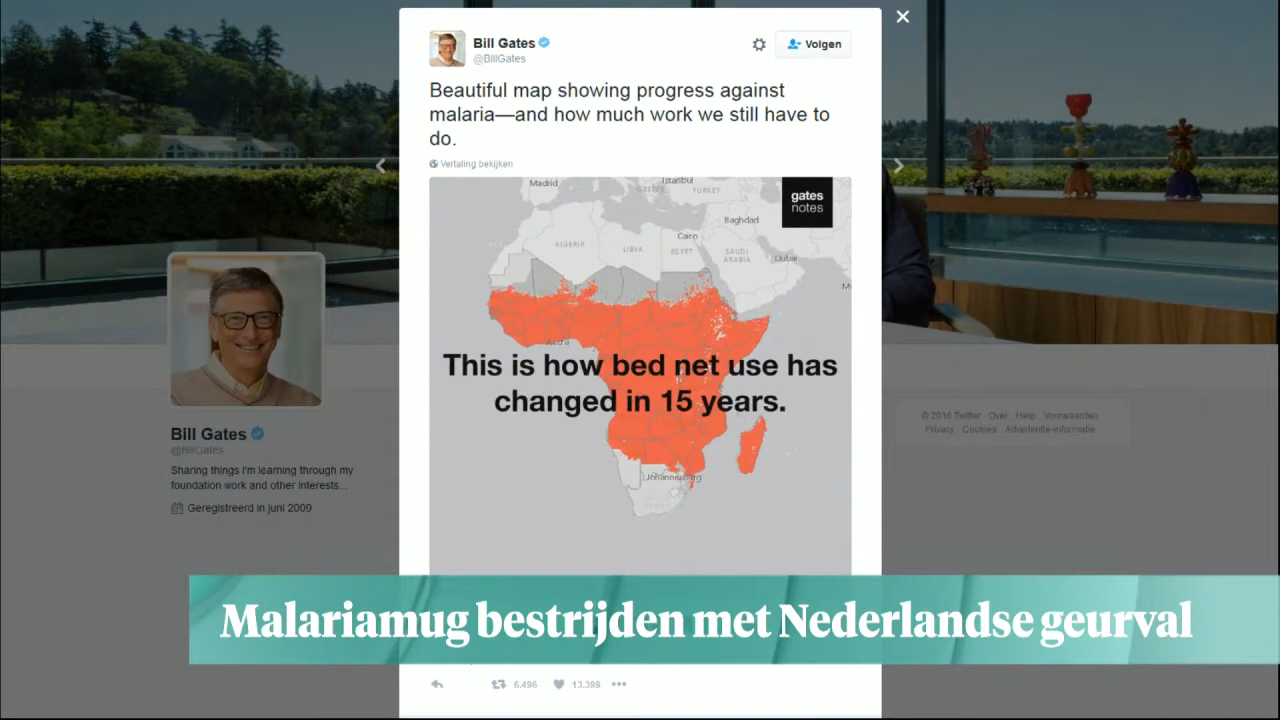 Bill Gates
@BillGates
Volgen
Beautiful map showing progress against
malaria—and how much work we still have to
do.
Vertaling bekijken
gates
notes
Madrid
Istanbul
GREECE
TURKEY
Baghdad
Cairo
ALGERIA
LIBYA
EGYPT
SAUDI
ARABIA
Dubai
Accra
This is how bed net use has
changed in 15 years.
Johannesburg
Bill Gates
@BillGates
Sharing things I'm learning through my
foundation work and other interests...
Geregistreerd in juni 2009
© 2016 Twitter Over Help Voorwaarden
Privacy Cookies Advertentie-informatie
Malariamug bestrijden met Nederlandse geurval
6.496 13.399